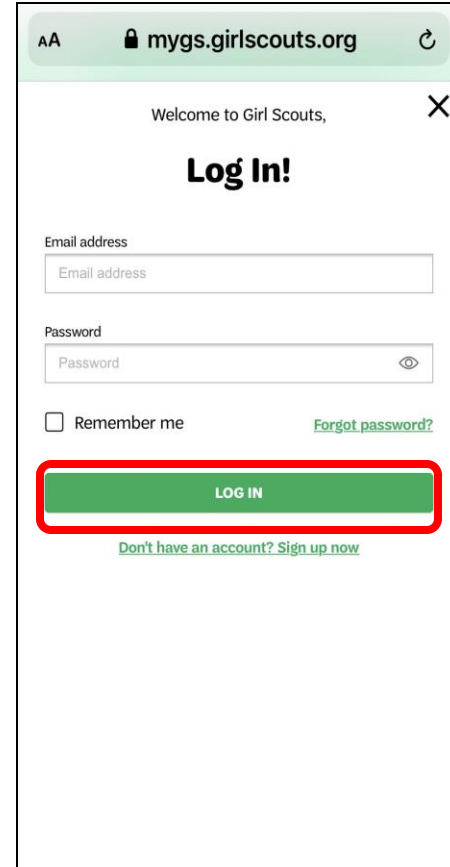 AA mygs.girlscouts.org
Welcome to Girl Scouts,
Log In!
Email address
Email address
Password
Password
Remember me Forgot password?
LOG IN
Don't have an account? Sign up now